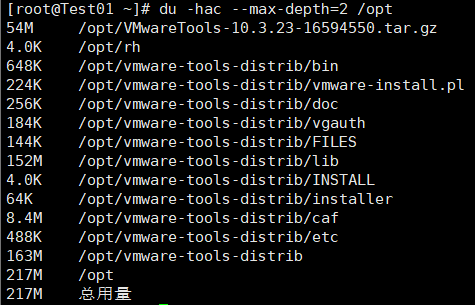 [root@Test01 ~]# du -hac --max-depth=2 /opt
54M /opt/VMwareTools-10.3.23-16594550.tar.gz
4.0K /opt/rh
648K /opt/vmware-tools-distrib/bin
224K /opt/vmware-tools-distrib/vmware-install.pl
256K /opt/vmware-tools-distrib/doc
184K /opt/vmware-tools-distrib/vgauth
144K /opt/vmware-tools-distrib/FILES
152M /opt/vmware-tools-distrib/lib
4.0K /opt/vmware-tools-distrib/INSTALL
64K /opt/vmware-tools-distrib/installer
8.4M /opt/vmware-tools-distrib/caf
488K /opt/vmware-tools-distrib/etc
163M /opt/vmware-tools-distrib
217M /opt
217M 总用量